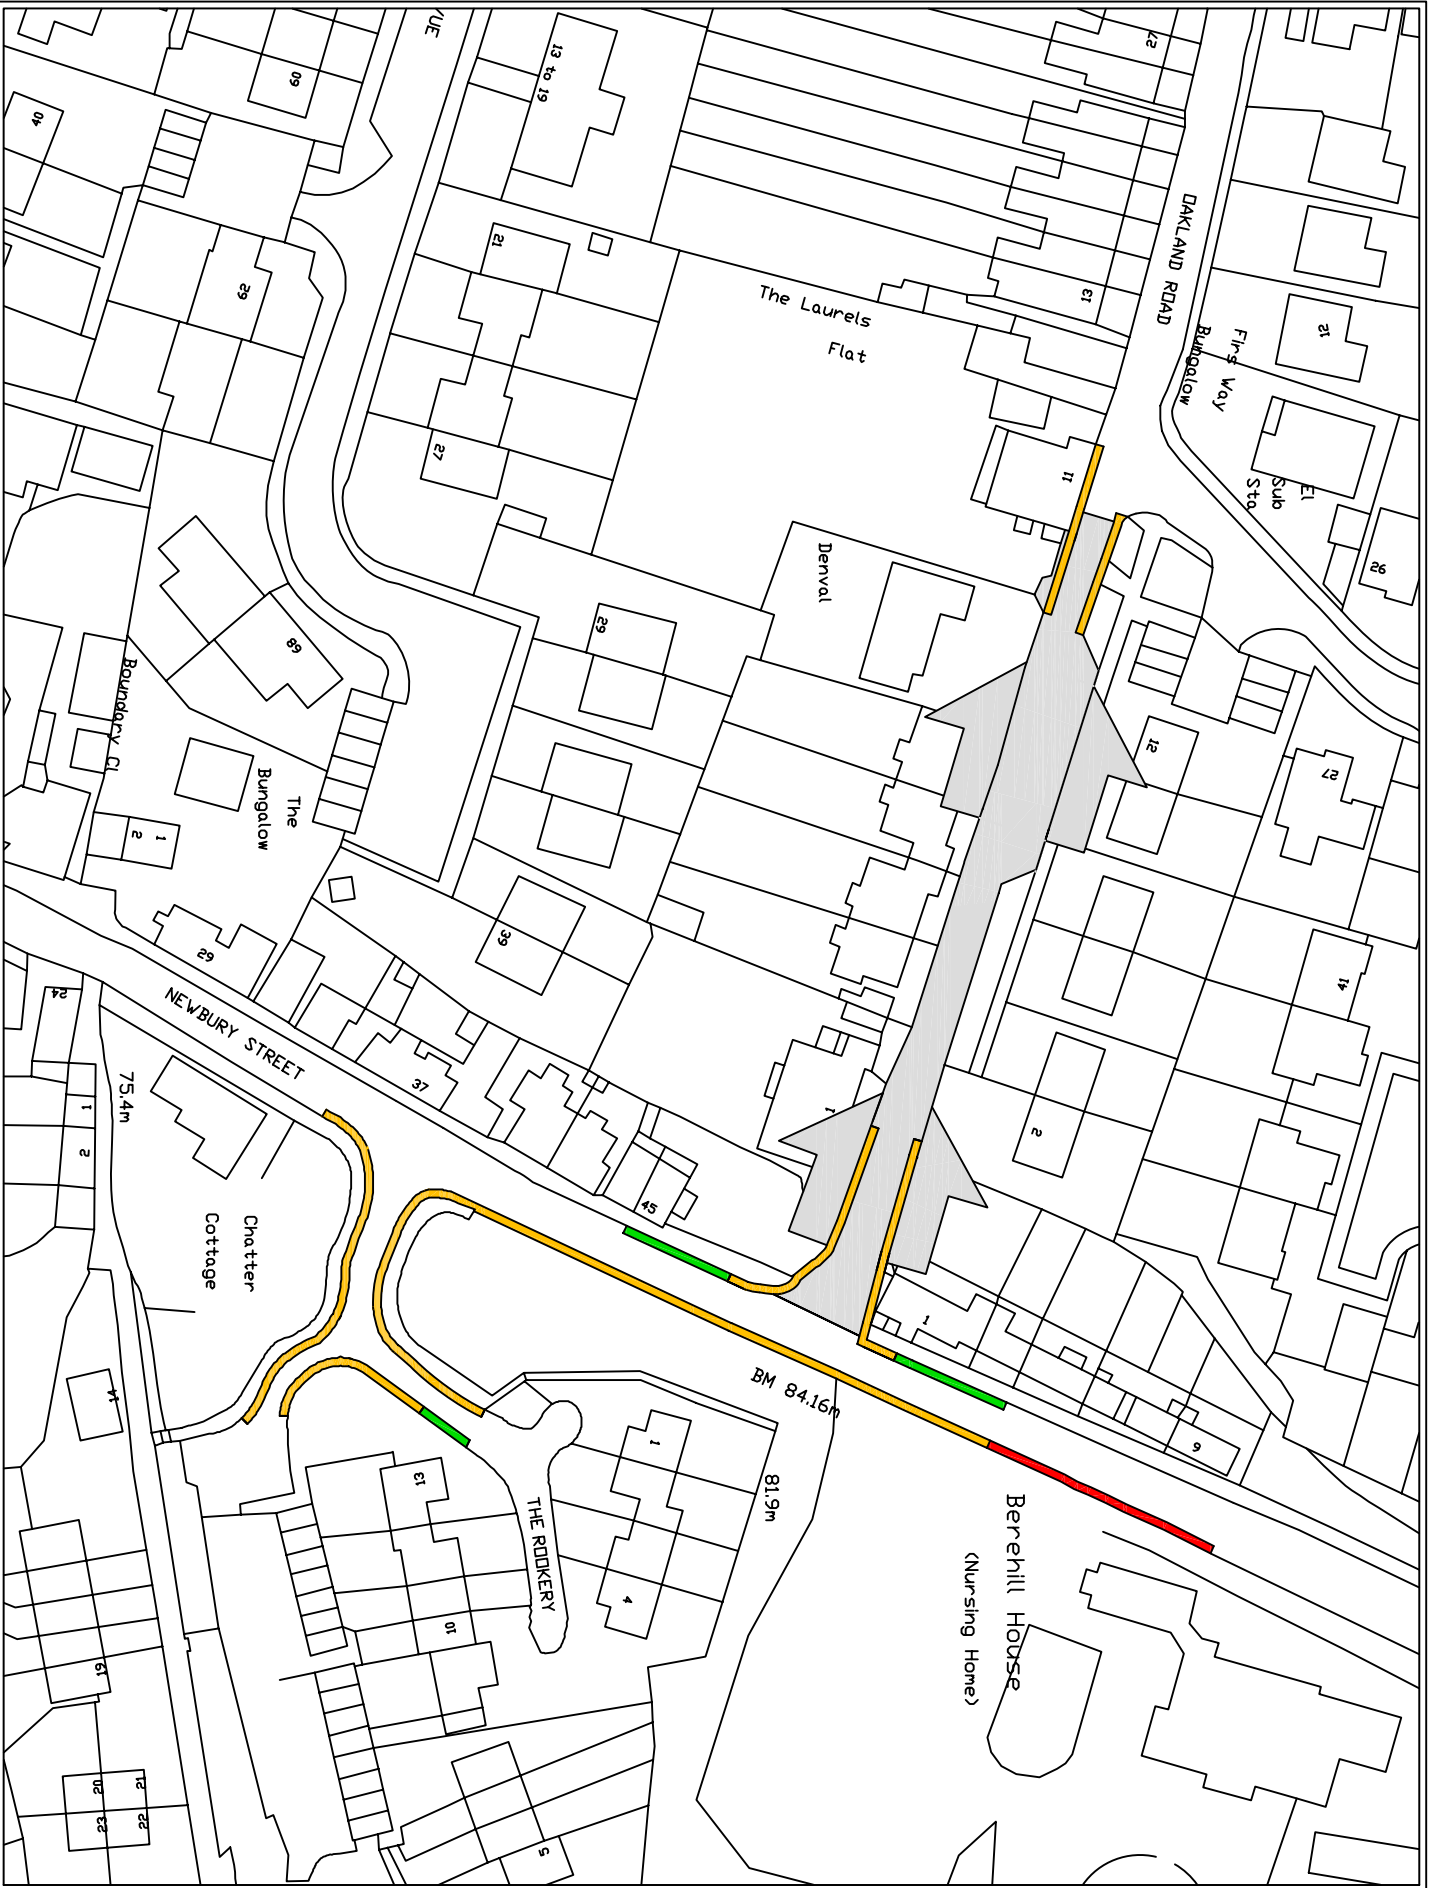 VUE
13 to 19
27
60
40
OAKLAND ROAD
21
62
13
The Laurels
Flat
12
Firs Way
Bungalow
27
11
El
Sub
Sta
26
Denval
29
89
Boundary Cl
12
27
The
Bungalow
1
2
39
29
41
24
NEWBURY STREET
37
75.4m
1
2
1
2
45
Chatter
Cottage
1
BM 84.16m
14
9
1
13
81.9m
THE ROOKERY
Berehill House
(Nursing Home)
4
10
19
20
21
22
23
5